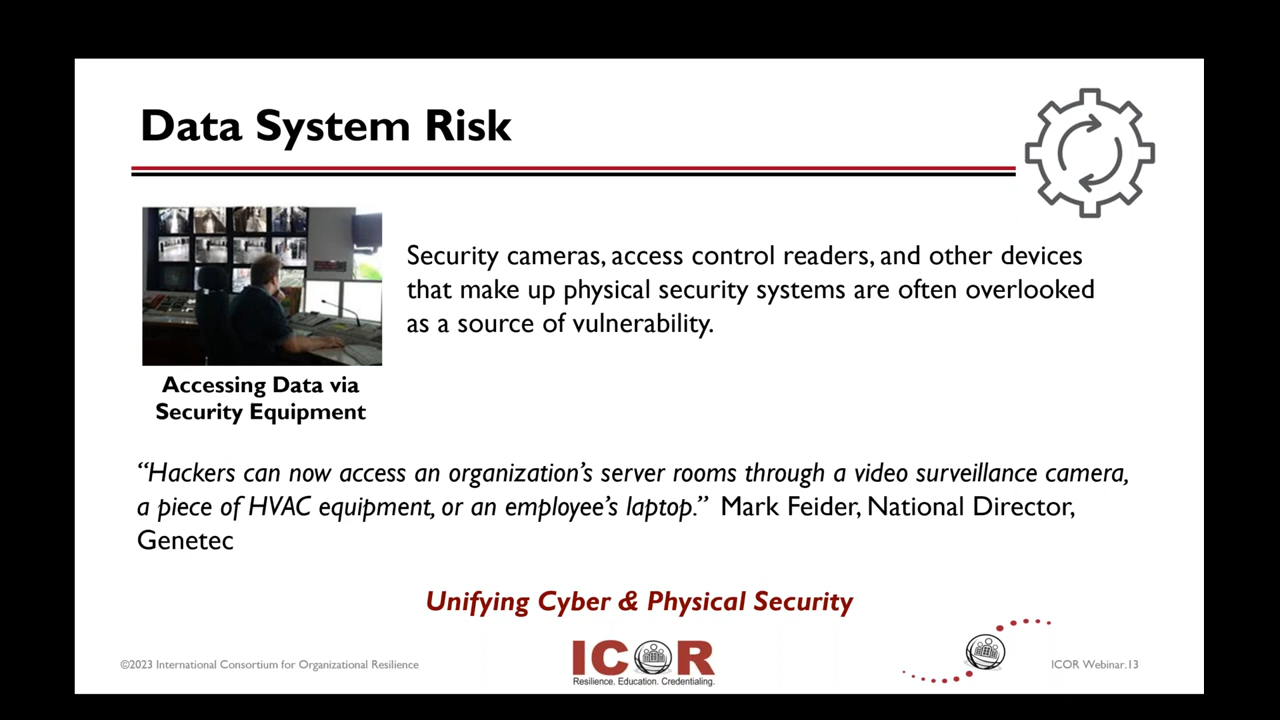 Data System Risk
Security cameras, access control readers, and other devices
that make up physical security systems are often overlooked
as a source of vulnerability.
Accessing Data via
Security Equipment
“Hackers can now access an organization’s server rooms through a video surveillance camera,
a piece of HVAC equipment, or an employee’s laptop.” Mark Feider, National Director,
Genetec
Unifying Cyber & Physical Security
©2023 International Consortium for Organizational Resilience
ICOR
Resilience. Education. Credentialing.
ICOR Webinar.13